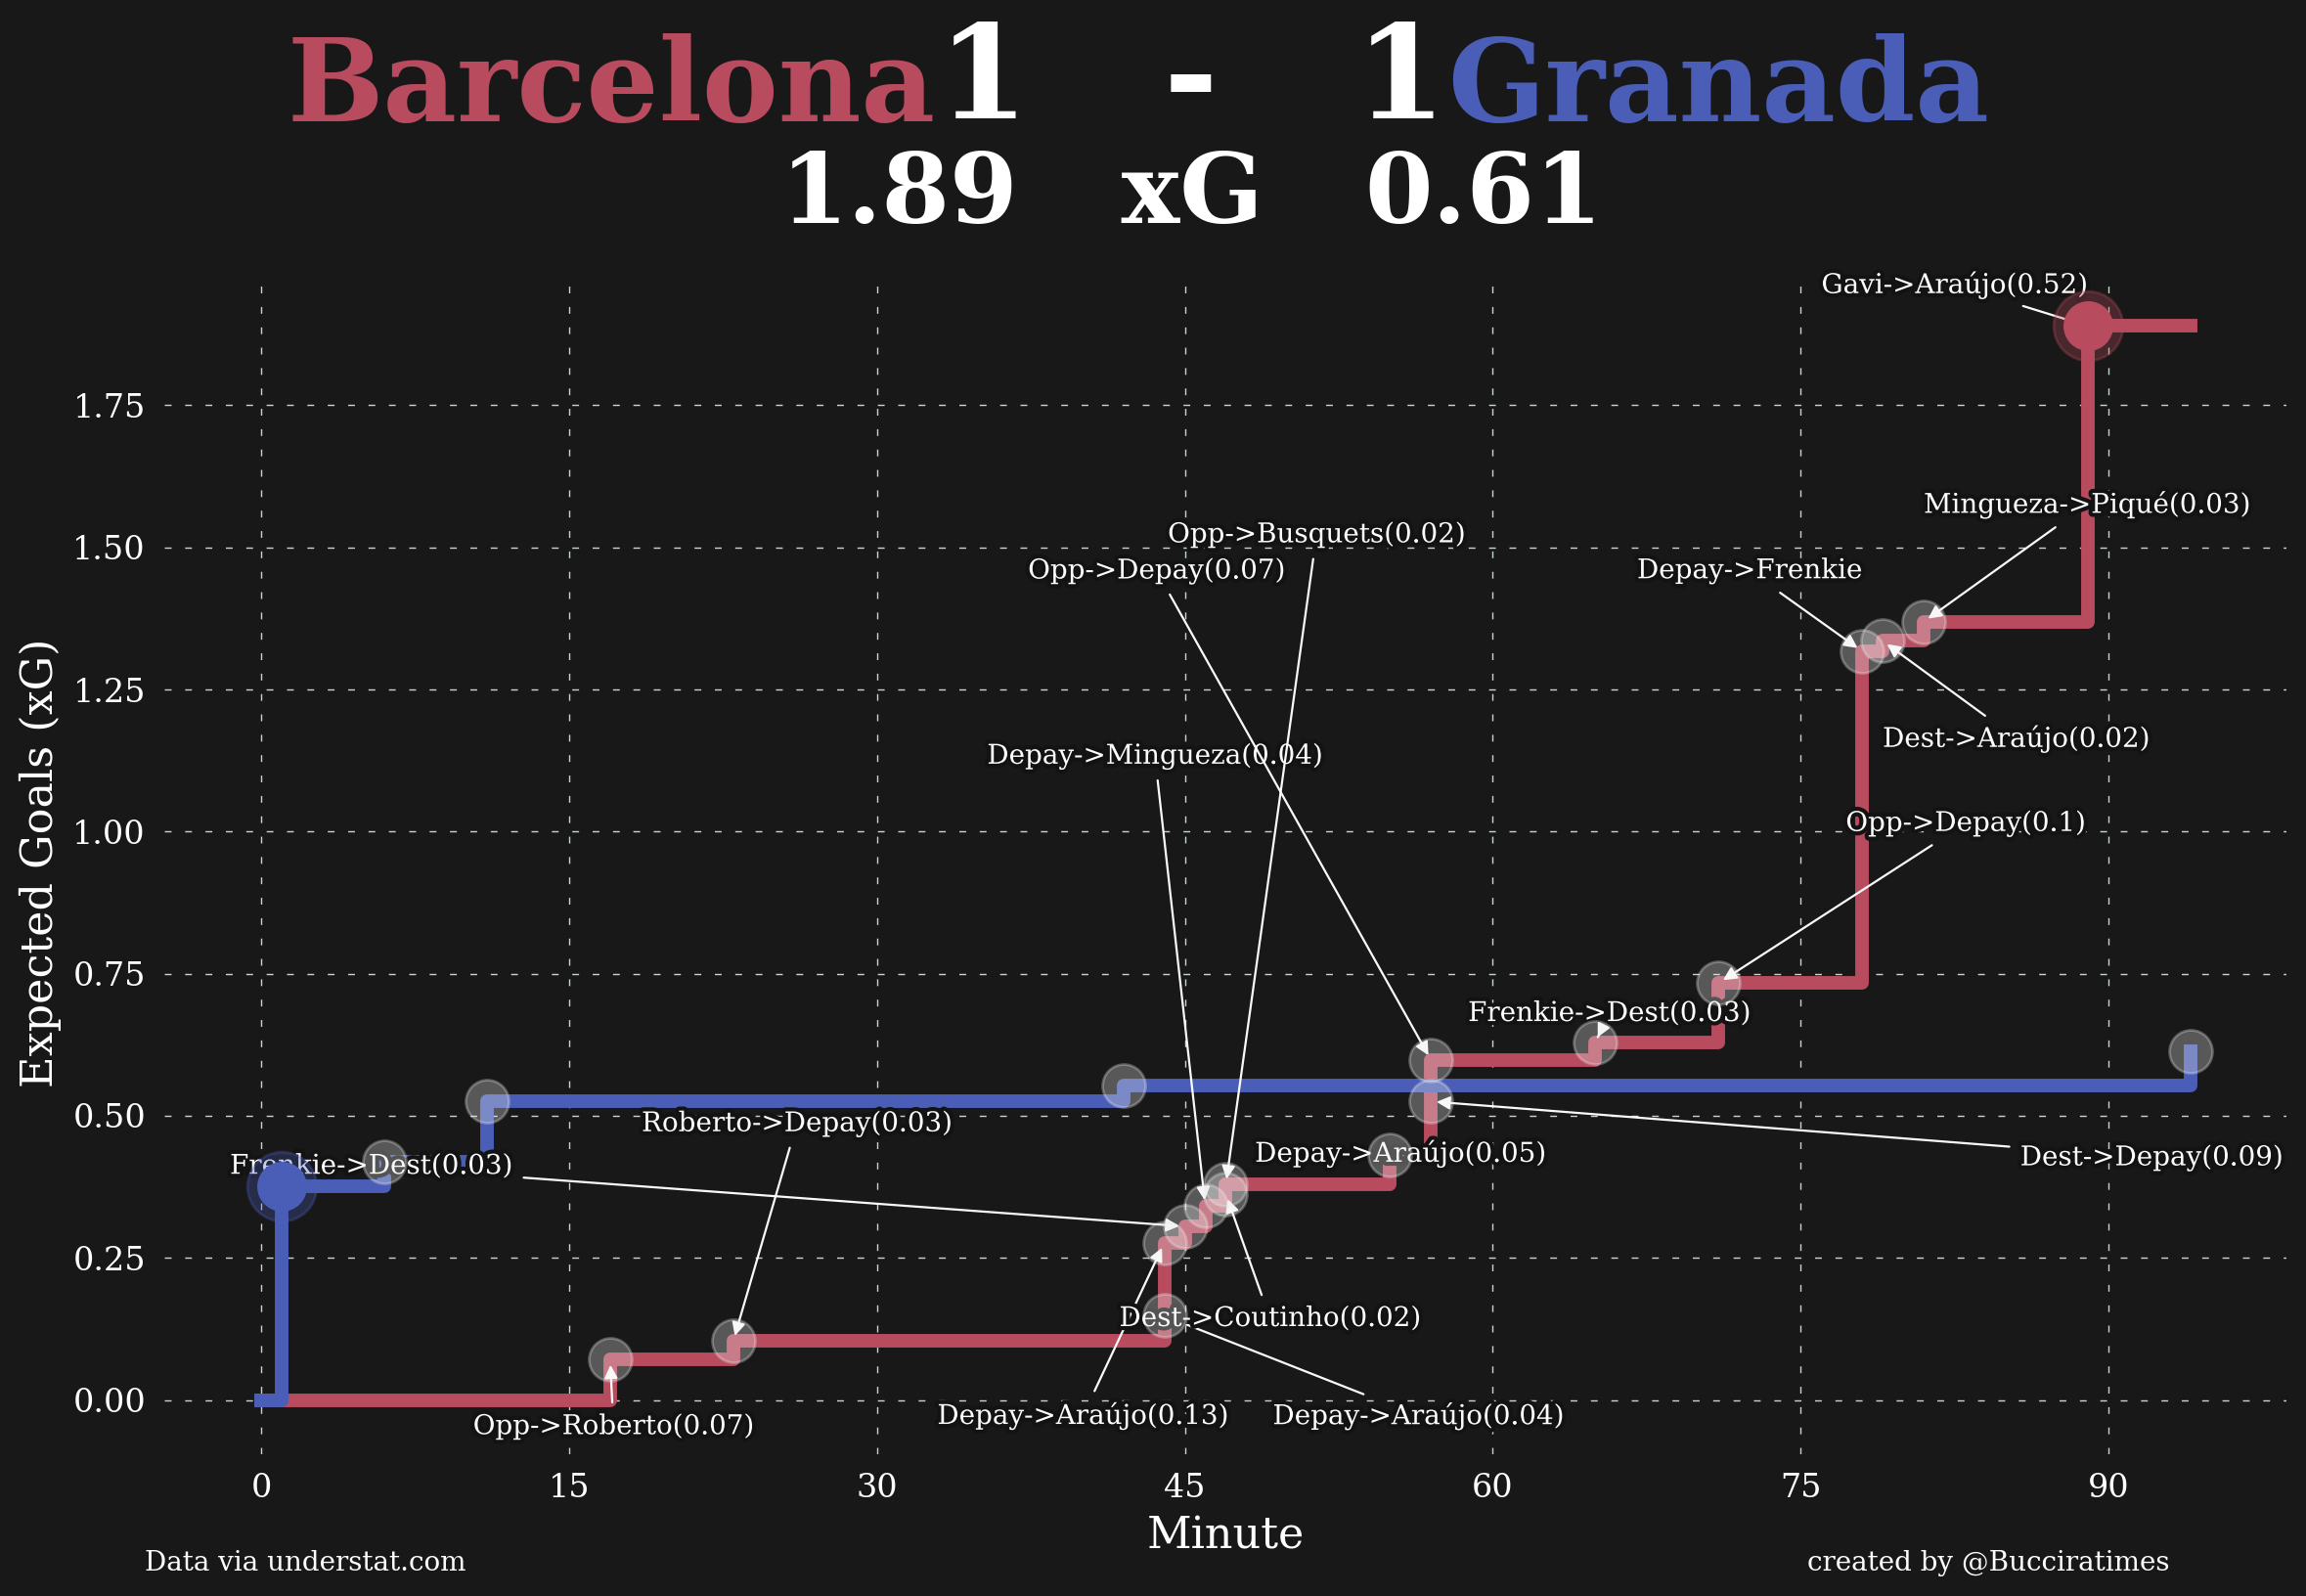 Barcelona 1 - 1 Granada
1.89 xG 0.61
Gavi->Araújo(0.52)
1.75
Mingueza->Piqué(0.03)
Opp->Busquets(0.02)
1.50
Opp->Depay(0.07)
Depay->Frenkie
1.25
Dest->Araújo(0.02)
Depay->Mingueza(0.04)
Opp->Depay(0.1)
1.00
0.75
Frenkie->Dest(0.03)
0.50
Roberto->Depay(0.03)
Depay->Araújo(0.05)
Dest->Depay(0.09)
Frenkie->Dest(0.03)
0.25
Dest->Coutinho(0.02)
0.00
Opp->Roberto(0.07)
Depay->Araújo(0.13)
Depay->Araújo(0.04)
Expected Goals (xG)
0 15 30 45 60 75 90
Minute
Data via understat.com
created by @Bucciratimes